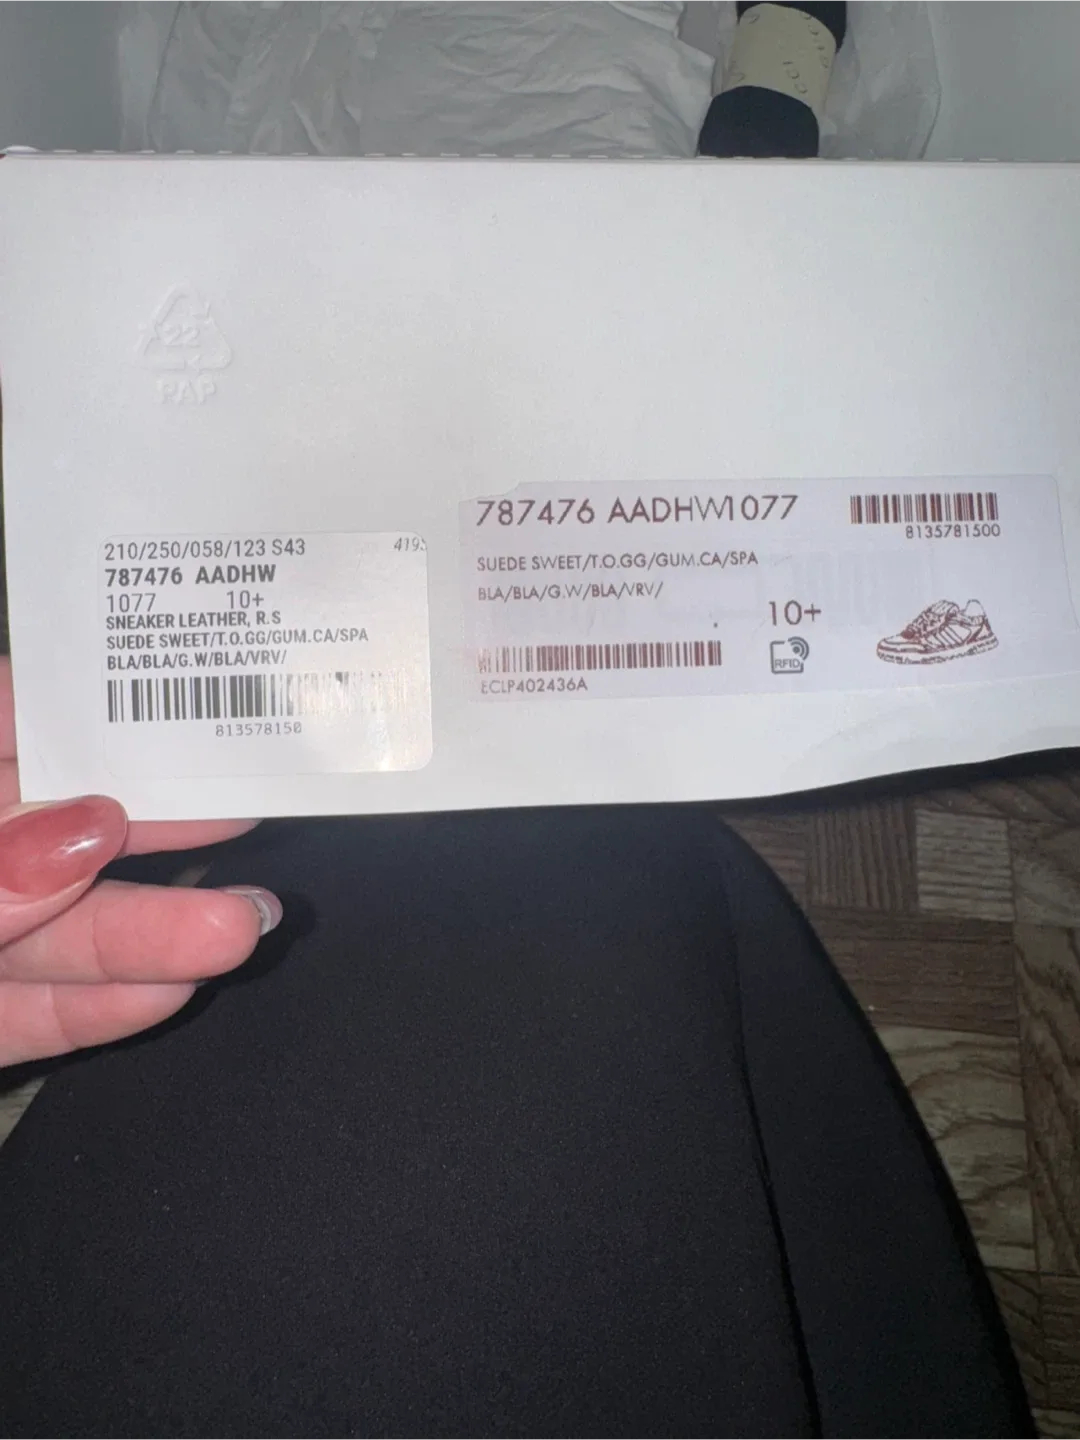 22
PAP
210/250/058/123 S43
787476 AADHW
1077 10+
SNEAKER LEATHER, R.S
SUEDE SWEET/T.O.GG/GUM.CA/SPA
BLA/BLA/G.W/BLA/VRV/
813578150
787476 AADHW1077
8135781500
SUEDE SWEET/T.O.GG/GUM.CA/SPA
BLA/BLA/G.W/BLA/VRV/
10+
RFID
ECLP402436A